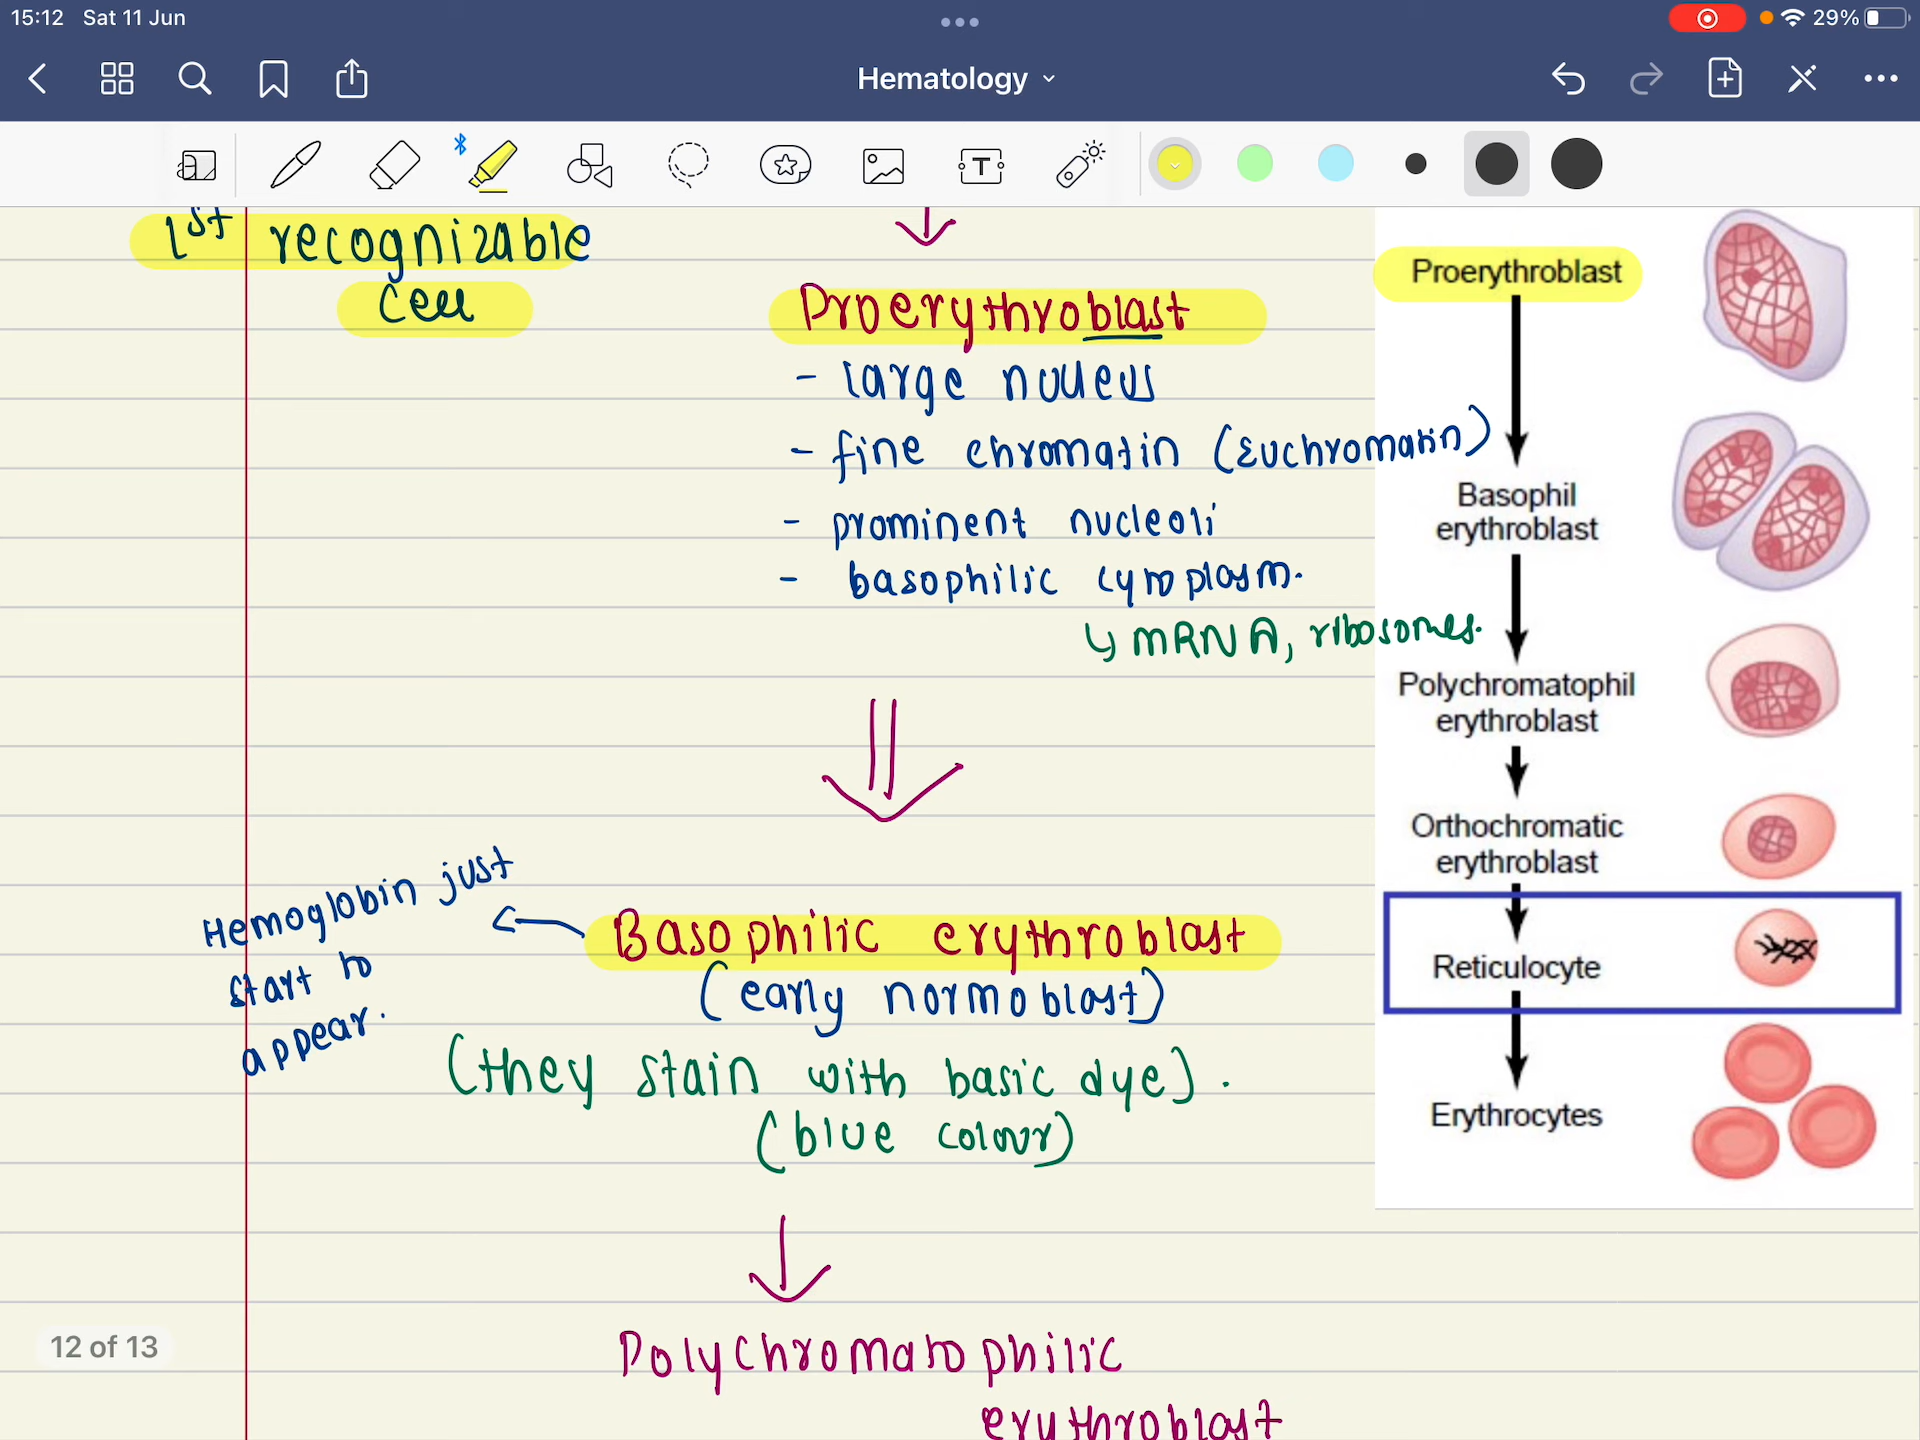 15:12 Sat 11 Jun
29%
Hematology
1st recognizable
cell
Proerythroblast
- large nucleus
- fine chromatin (Euchromatin)
- prominent nucleoli
- basophilic cytoplasm.
↳ mRNA, ribosomes.
Hemoglobin just
start to
appear.
Basophilic erythroblast
(early normoblast)
(they stain with basic dye).
(blue colour)
Polychromatophilic
erythroblast
Proerythroblast
Basophil
erythroblast
Polychromatophil
erythroblast
Orthochromatic
erythroblast
Reticulocyte
Erythrocytes
12 of 13